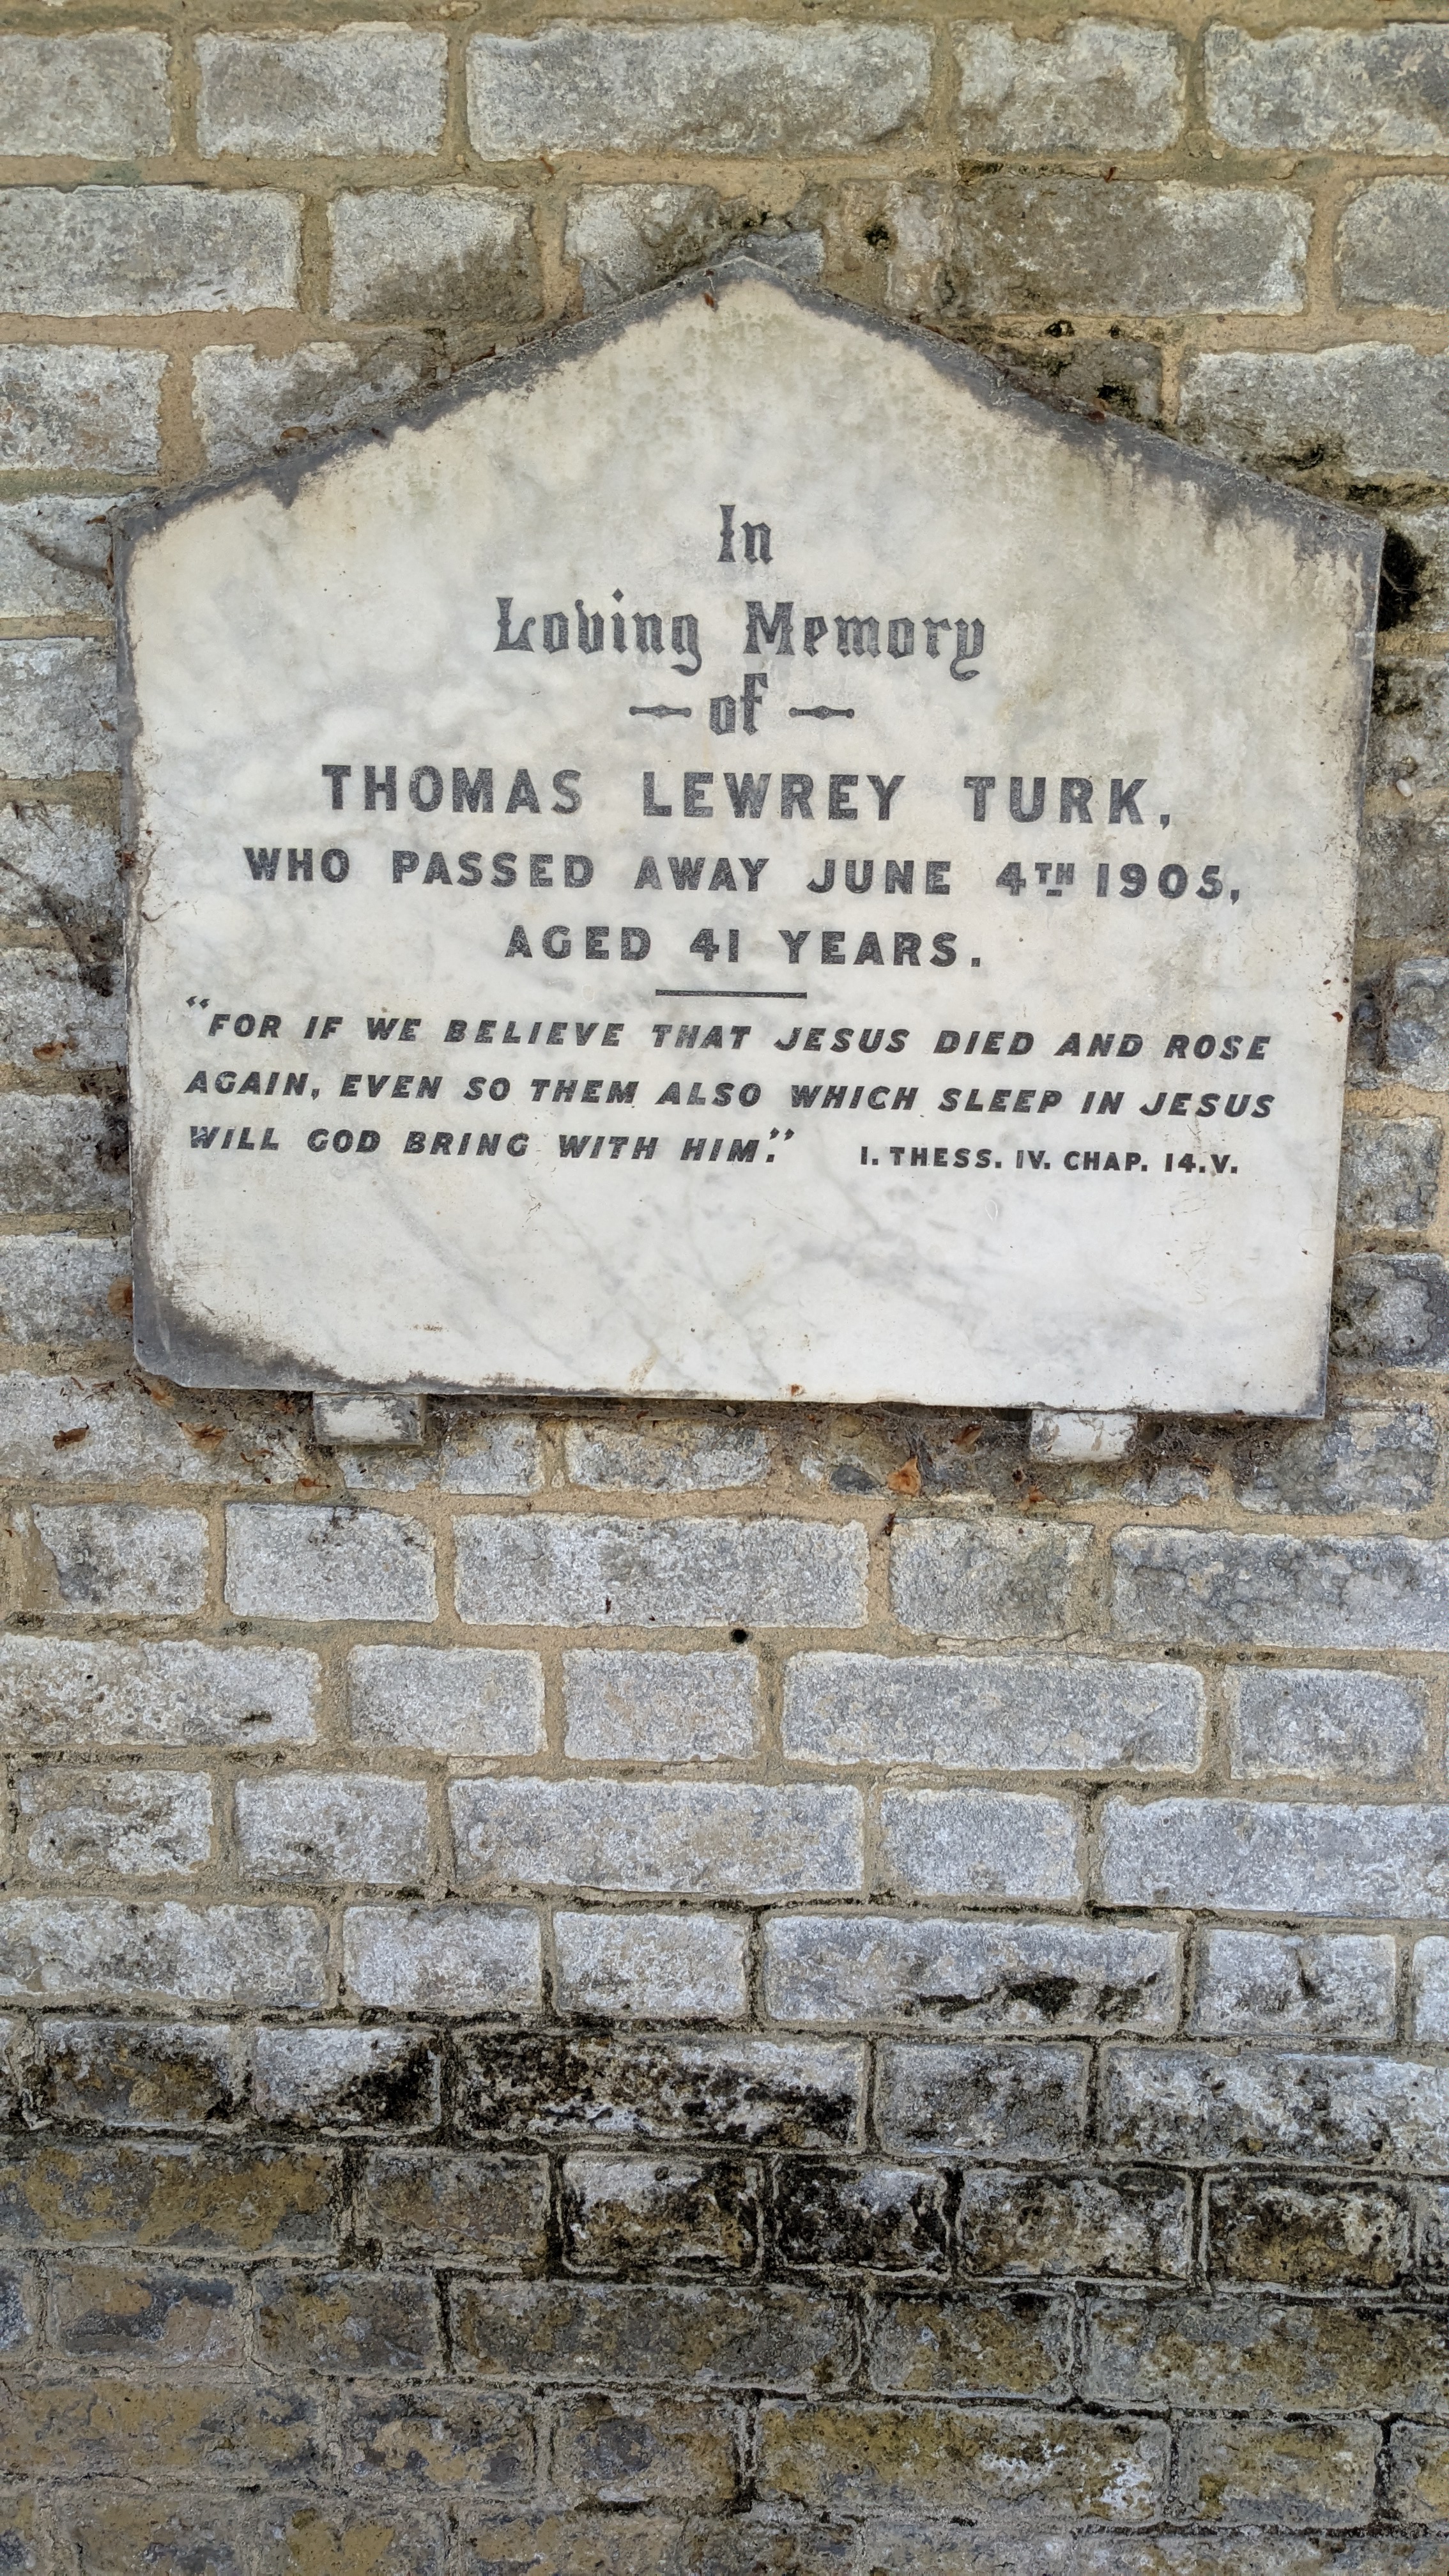 In
Loving Memory
of
THOMAS LEWREY TURK,
WHO PASSED AWAY JUNE 4TH 1905,
AGED 41 YEARS.
"FOR IF WE BELIEVE THAT JESUS DIED AND ROSE
AGAIN, EVEN SO THEM ALSO WHICH SLEEP IN JESUS
WILL GOD BRING WITH HIM." I. THESS. IV. CHAP. 14.V.